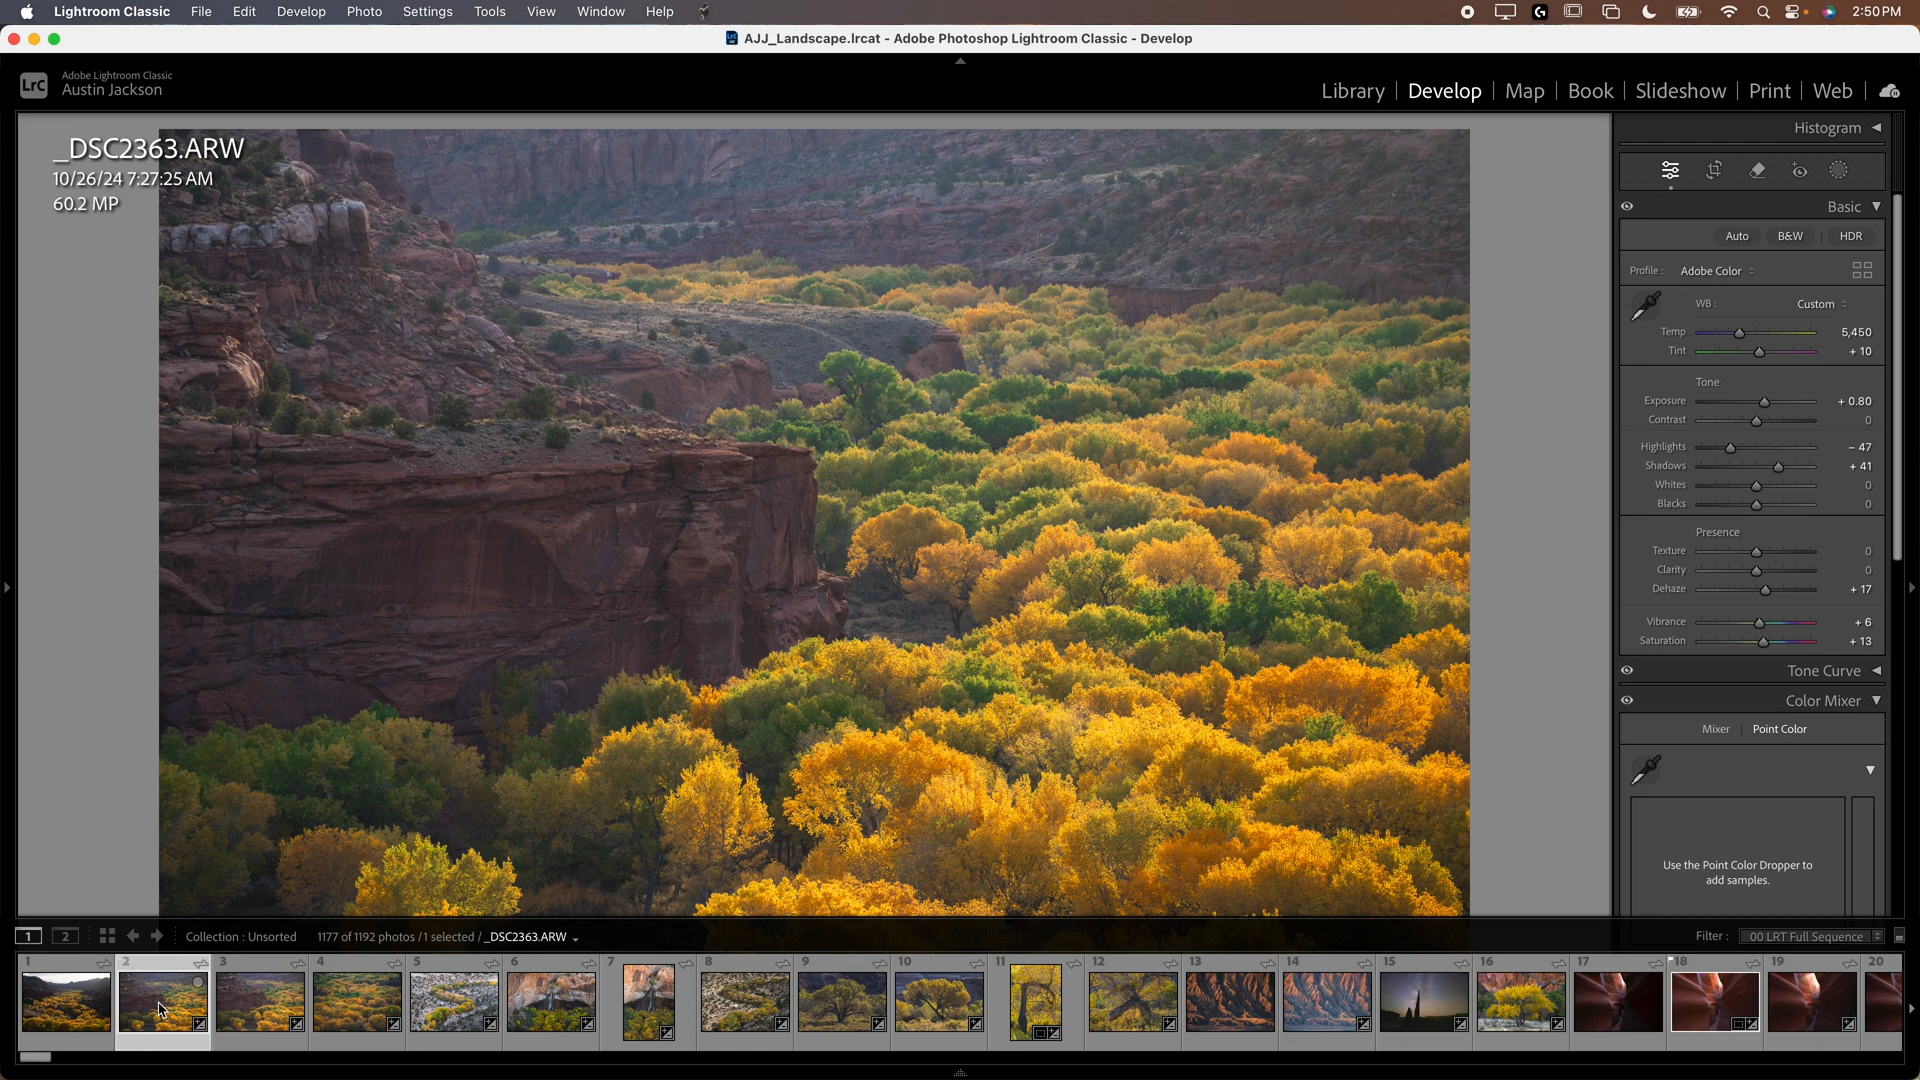 Lightroom Classic File Edit Develop Photo Settings Tools View Window Help 2:50 PM
LrC AJJ_Landscape.lrcat - Adobe Photoshop Lightroom Classic - Develop
LrC Adobe Lightroom Classic
Austin Jackson
Library | Develop | Map | Book | Slideshow | Print | Web
_DSC2363.ARW
10/26/24 7:27:25 AM
60.2 MP
Histogram
Basic
Auto B&W | HDR
Profile : Adobe Color
WB : Custom
Temp 5,450
Tint + 10
Tone
Exposure + 0.80
Contrast 0
Highlights – 47
Shadows + 41
Whites 0
Blacks 0
Presence
Texture 0
Clarity 0
Dehaze + 17
Vibrance + 6
Saturation + 13
Tone Curve
Color Mixer
Mixer | Point Color
Use the Point Color Dropper to
add samples.
1 2 Collection : Unsorted 1177 of 1192 photos / 1 selected / _DSC2363.ARW Filter : 00 LRT Full Sequence
1 2 3 4 5 6 7 8 9 10 11 12 13 14 15 16 17 18 19 20